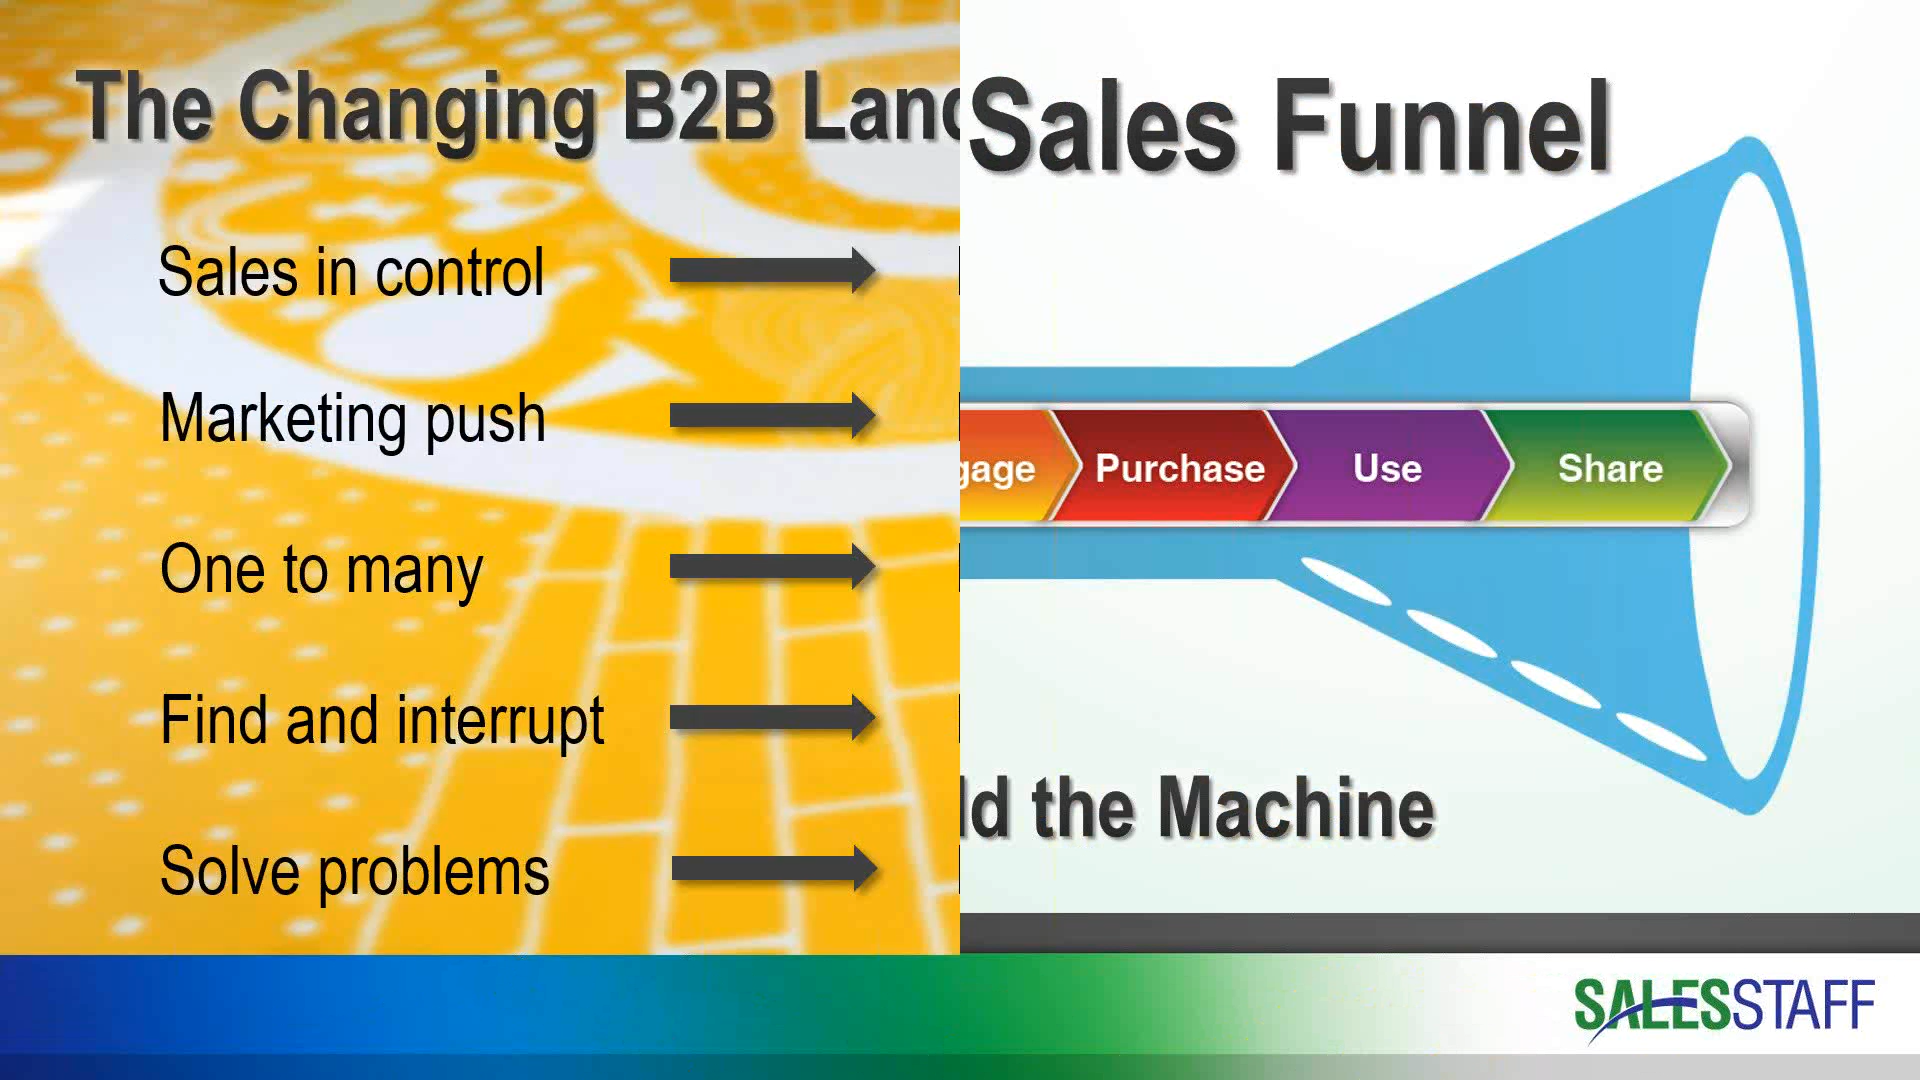 The Changing B2B Lan
Sales in control
Marketing push
One to many
Find and interrupt
Solve problems
Sales Funnel
gage
Purchase
Use
Share
ld the Machine
SALESSTAFF